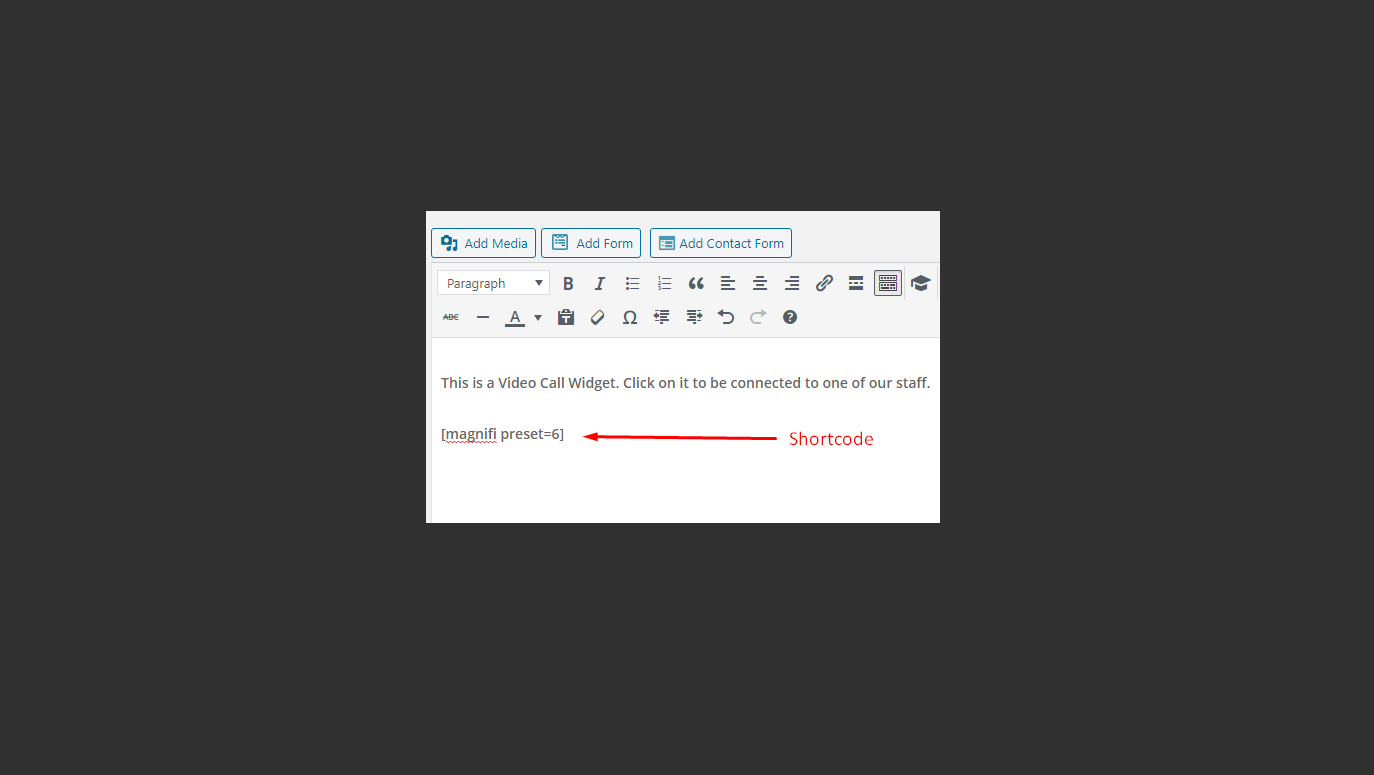 Add Media Add Form Add Contact Form
Paragraph B I
ABC A Ω
This is a Video Call Widget. Click on it to be connected to one of our staff.
[magnifi preset=6] Shortcode